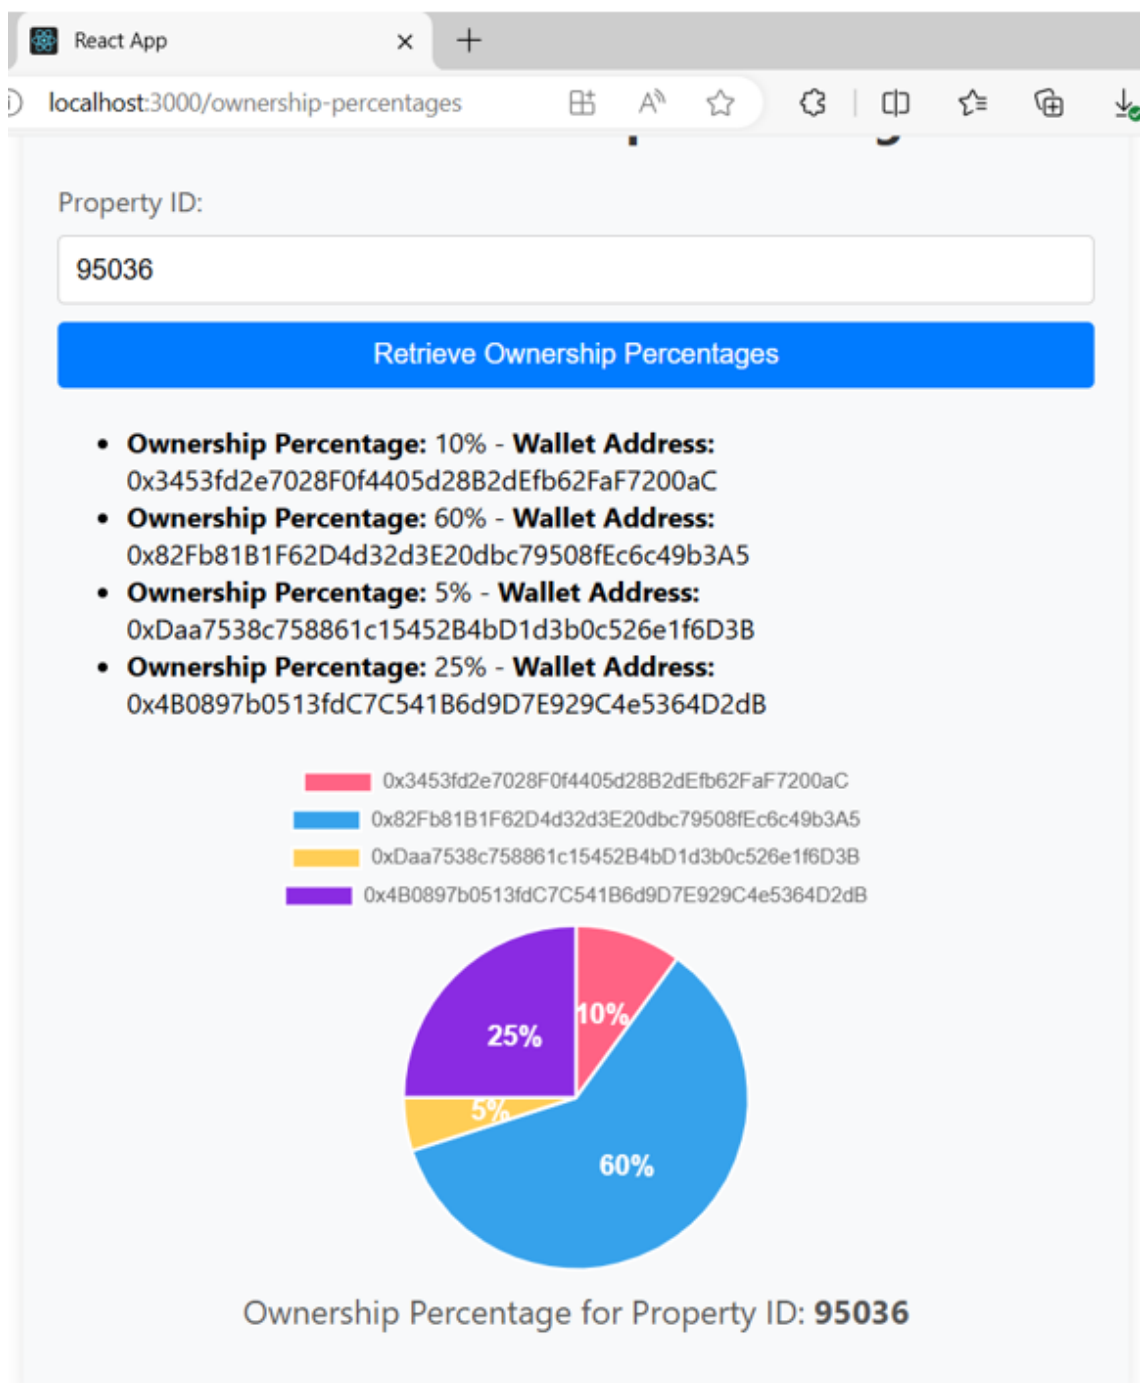 React App
localhost:3000/ownership-percentages
Property ID:
95036
Retrieve Ownership Percentages
• Ownership Percentage: 10% - Wallet Address:
0x3453fd2e7028F0f4405d28B2dEfb62FaF7200aC
• Ownership Percentage: 60% - Wallet Address:
0x82Fb81B1F62D4d32d3E20dbc79508fEc6c49b3A5
• Ownership Percentage: 5% - Wallet Address:
0xDaa7538c758861c15452B4bD1d3b0c526e1f6D3B
• Ownership Percentage: 25% - Wallet Address:
0x4B0897b0513fdC7C541B6d9D7E929C4e5364D2dB
0x3453fd2e7028F0f4405d28B2dEfb62FaF7200aC
0x82Fb81B1F62D4d32d3E20dbc79508fEc6c49b3A5
0xDaa7538c758861c15452B4bD1d3b0c526e1f6D3B
0x4B0897b0513fdC7C541B6d9D7E929C4e5364D2dB
10%
25%
5%
60%
Ownership Percentage for Property ID: 95036